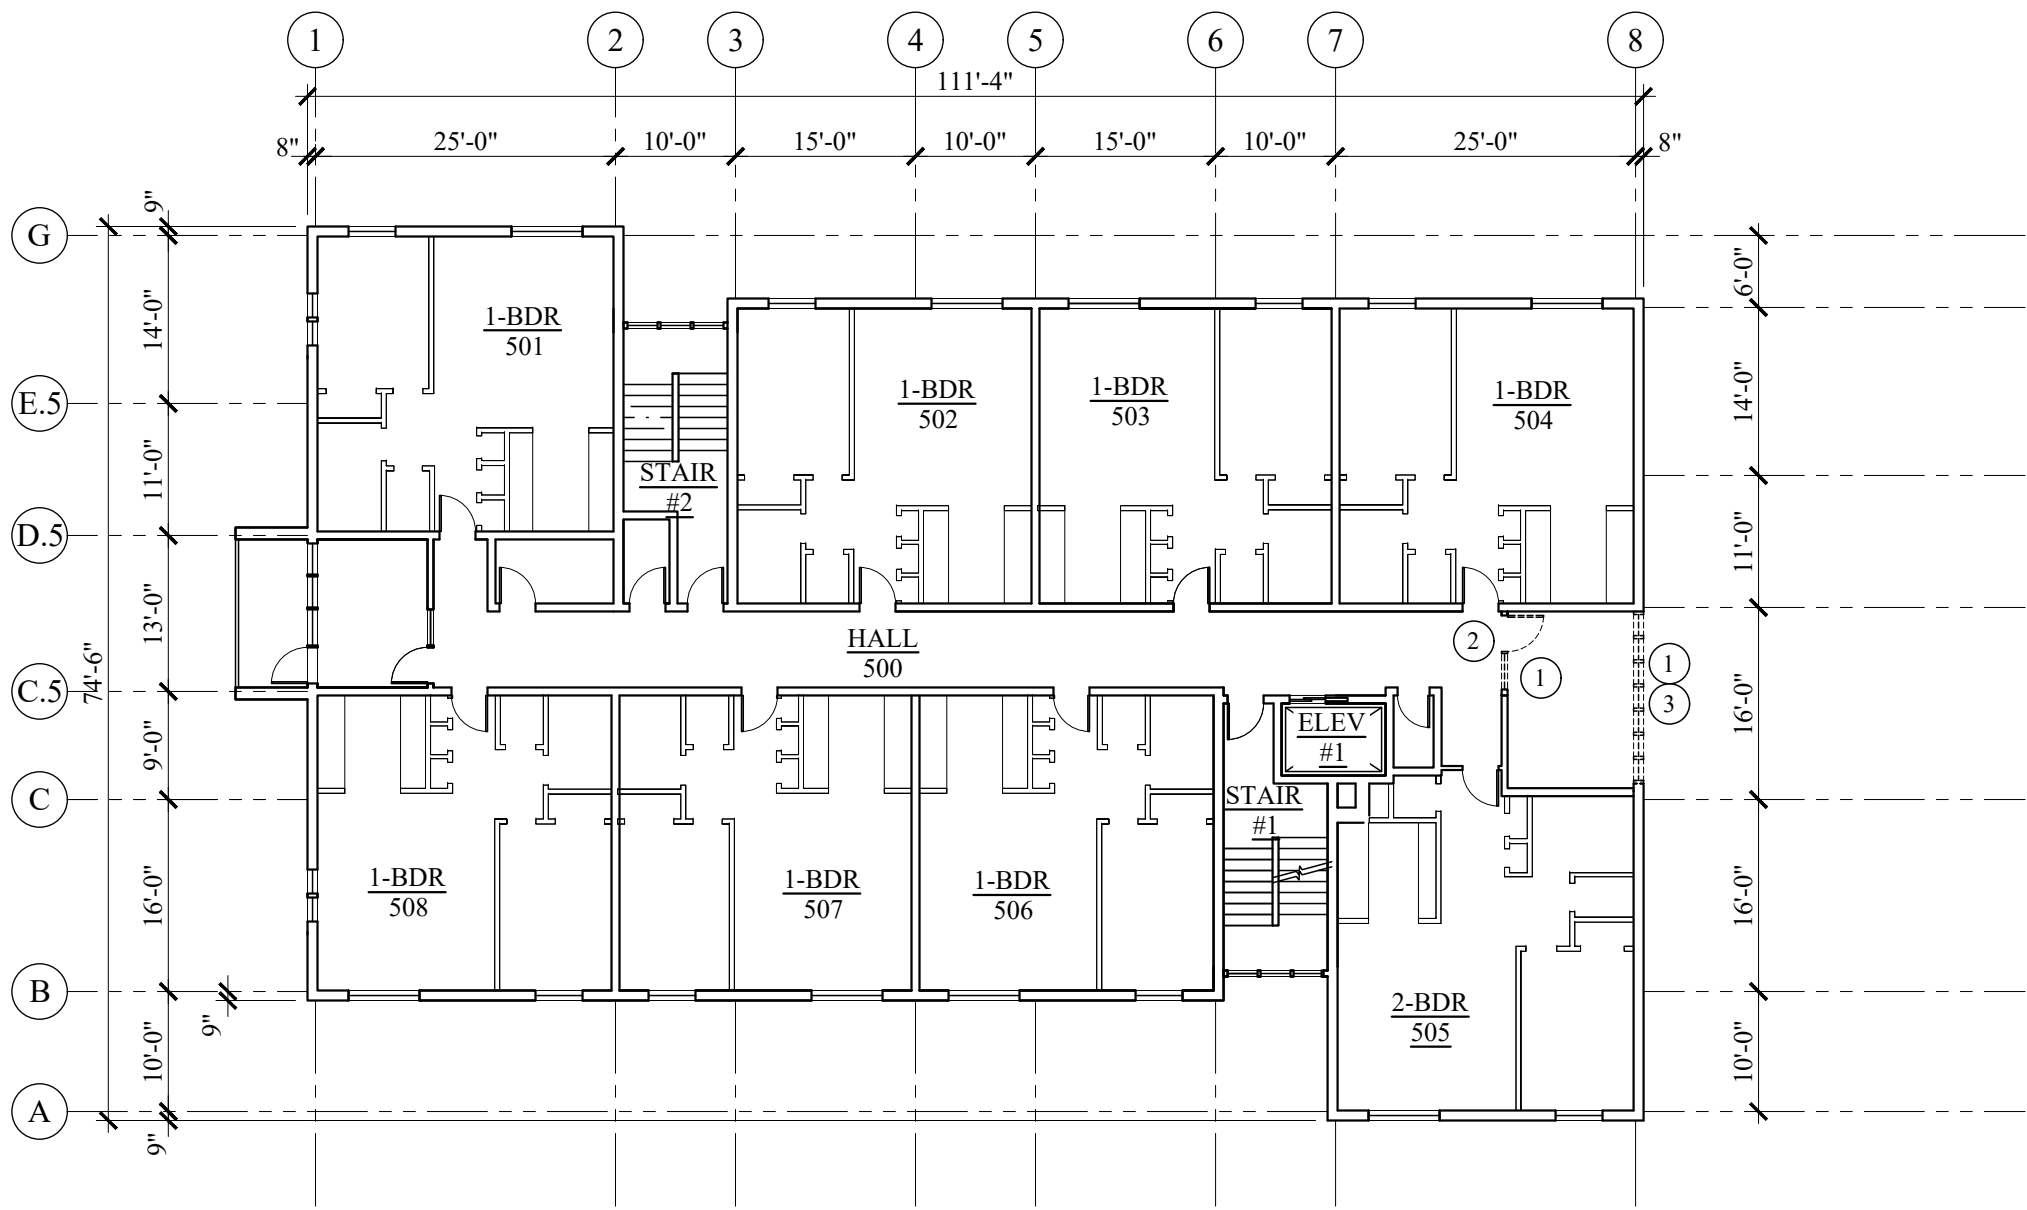 1 2 3 4 5 6 7 8
111'-4"
8" 25'-0" 10'-0" 15'-0" 10'-0" 15'-0" 10'-0" 25'-0" 8"
9"
G
14'-0"
6'-0"
1-BDR
501
E.5
1-BDR
502
1-BDR
503
1-BDR
504
14'-0"
11'-0"
STAIR
#2
D.5
11'-0"
13'-0"
74'-6"
HALL
500
2
1
1
3
C.5
16'-0"
ELEV
#1
9'-0"
C
STAIR
#1
1-BDR
508
1-BDR
507
1-BDR
506
16'-0"
16'-0"
B
9"
2-BDR
505
10'-0"
10'-0"
A
9"